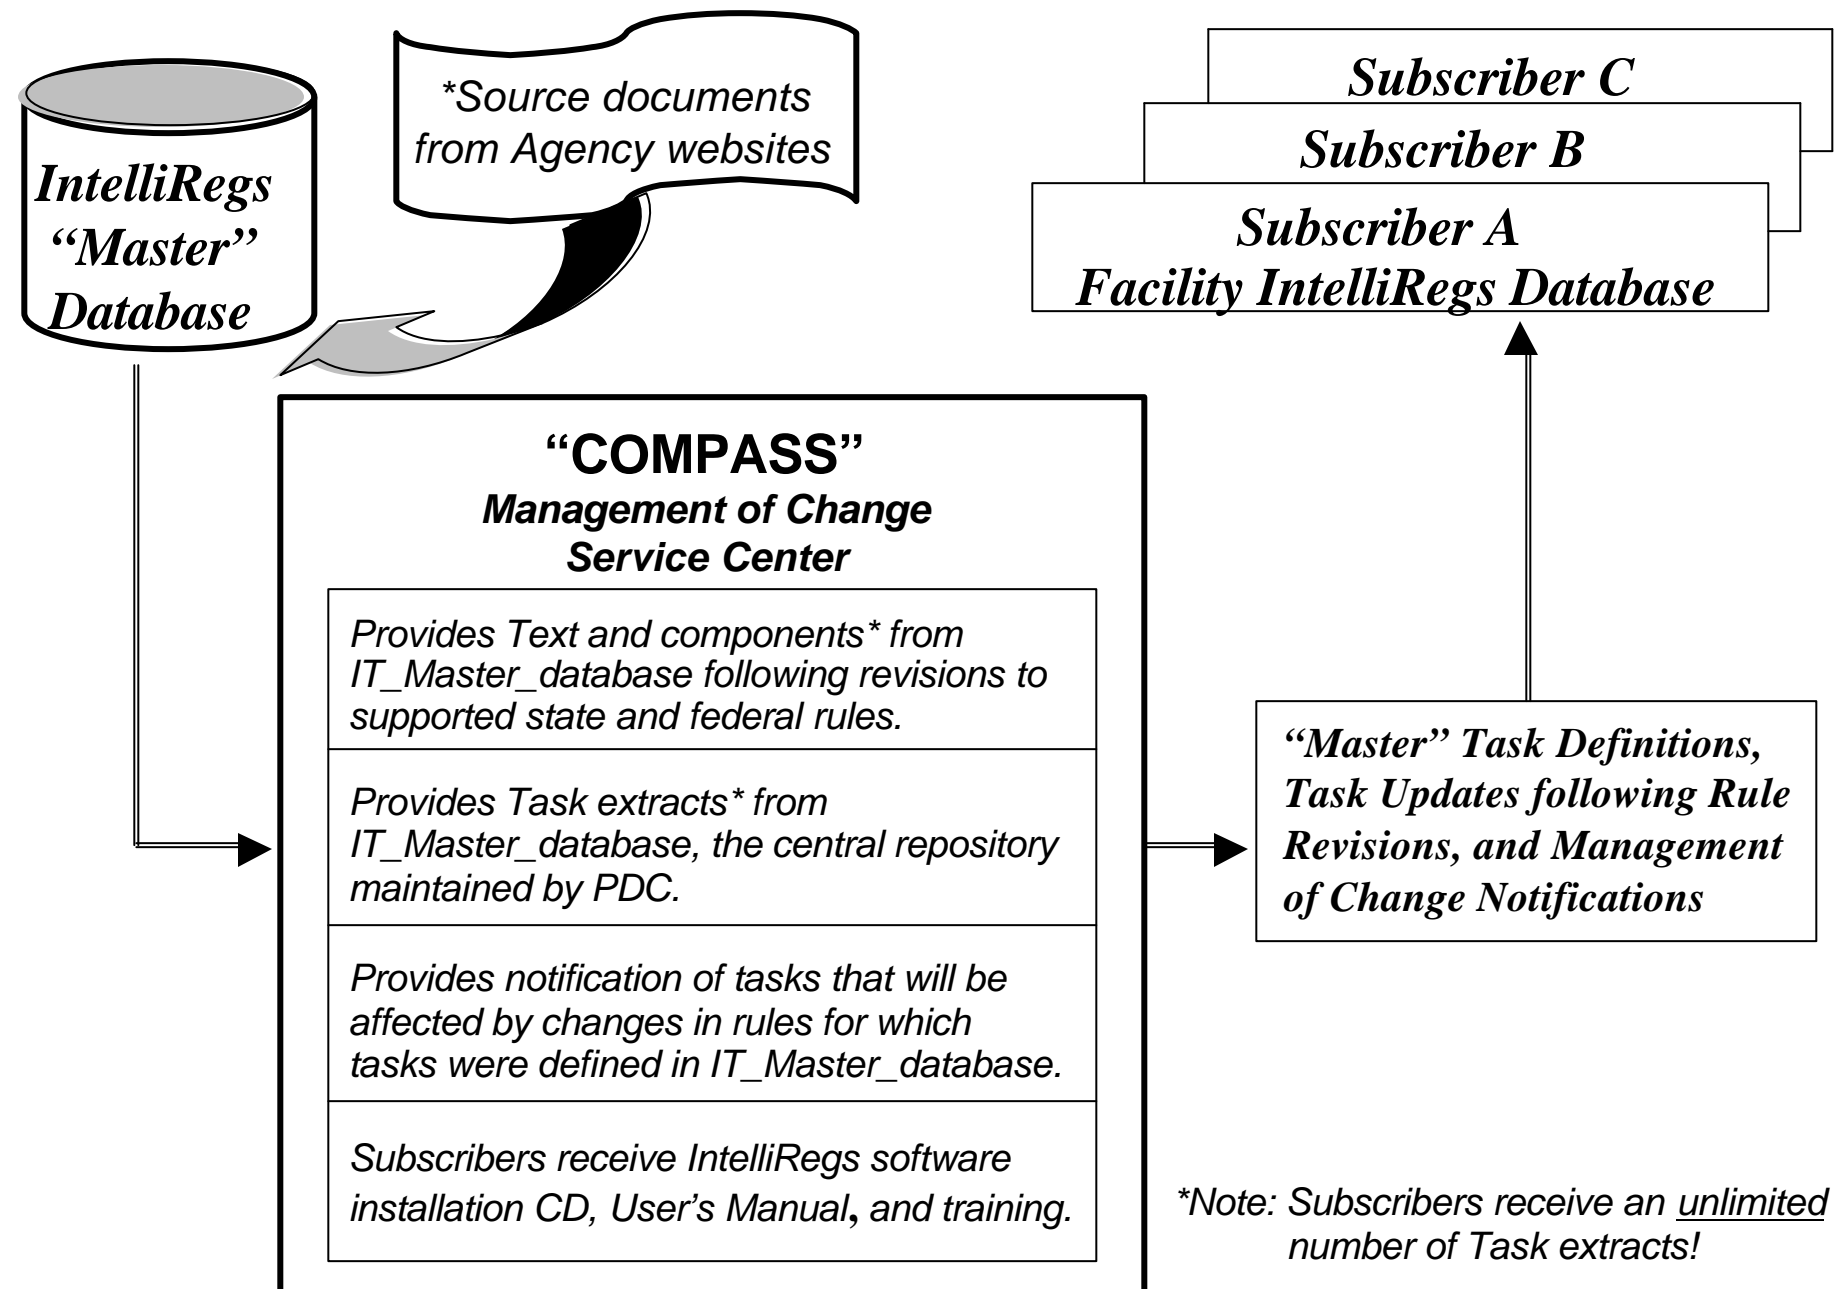 IntelliRegs
“Master”
Database
*Source documents
from Agency websites
Subscriber C
Subscriber B
Subscriber A
Facility IntelliRegs Database
“COMPASS”
Management of Change
Service Center
Provides Text and components* from
IT_Master_database following revisions to
supported state and federal rules.
Provides Task extracts* from
IT_Master_database, the central repository
maintained by PDC.
Provides notification of tasks that will be
affected by changes in rules for which
tasks were defined in IT_Master_database.
Subscribers receive IntelliRegs software
installation CD, User’s Manual, and training.
“Master” Task Definitions,
Task Updates following Rule
Revisions, and Management
of Change Notifications
*Note: Subscribers receive an unlimited
number of Task extracts!